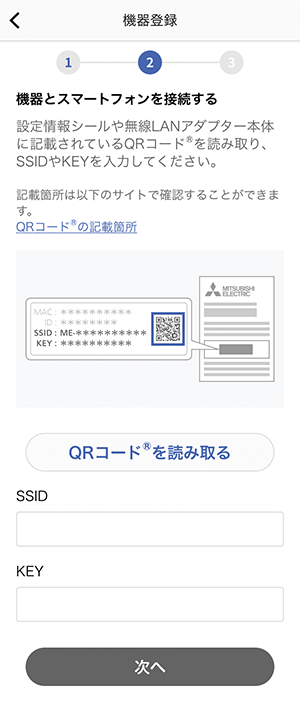 機器登録
1 2 3
機器とスマートフォンを接続する
設定情報シールや無線LANアダプター本体
に記載されているQRコード®を読み取り、
SSIDやKEYを入力してください。
記載箇所は以下のサイトで確認することができま
す。
QRコード®の記載箇所
MITSUBISHI
ELECTRIC
MAC : **********
ID : ********
SSID : ME-**********
KEY : **********
QRコード®を読み取る
SSID
KEY
次へ